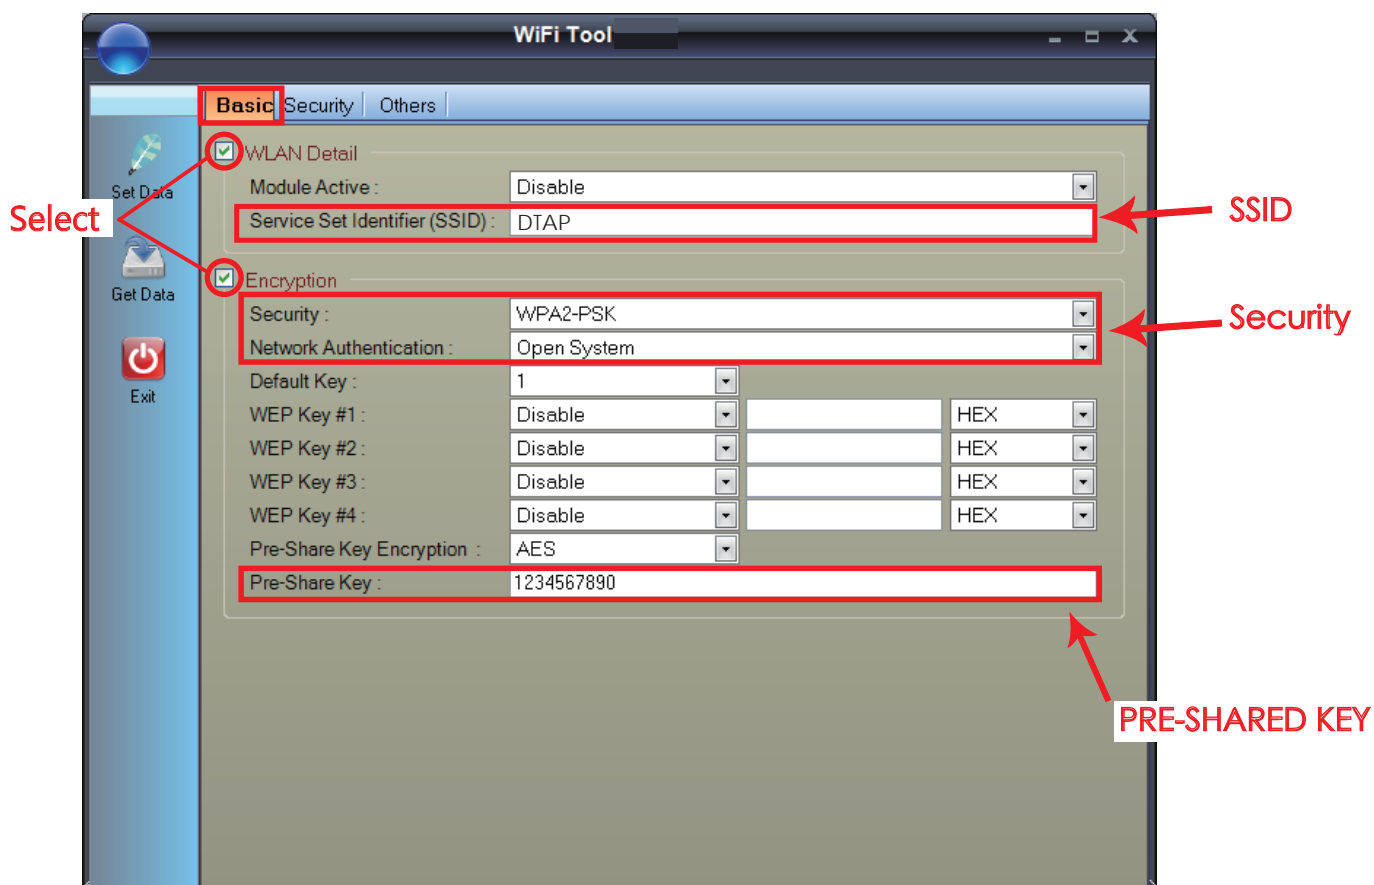 WiFi Tool
Basic Security Others
WLAN Detail
Set Data
Module Active : Disable
Select
Service Set Identifier (SSID) : DTAP
SSID
Encryption
Get Data
Security : WPA2-PSK
Security
Network Authentication : Open System
Default Key : 1
Exit
WEP Key #1 : Disable HEX
WEP Key #2 : Disable HEX
WEP Key #3 : Disable HEX
WEP Key #4 : Disable HEX
Pre-Share Key Encryption : AES
Pre-Share Key : 1234567890
PRE-SHARED KEY